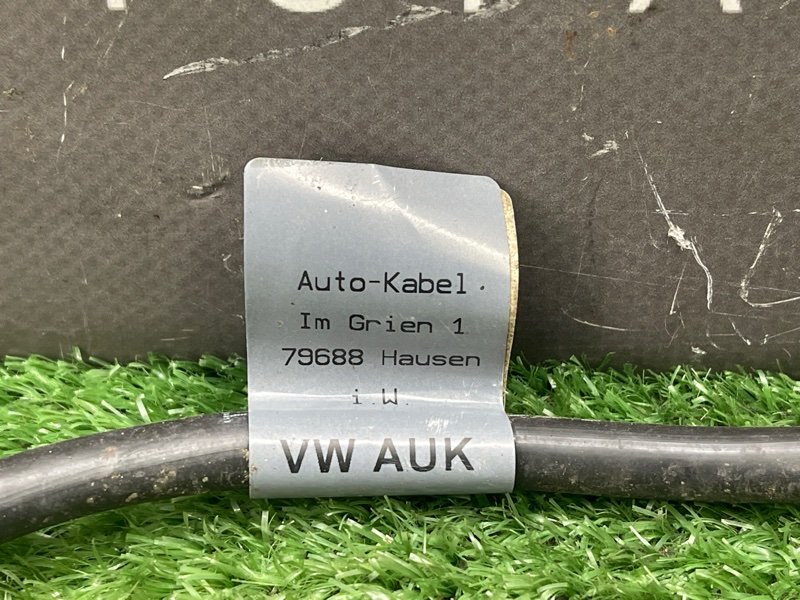 Auto-Kabel
Im Grien 1
79688 Hausen
i.W.
VW AUK